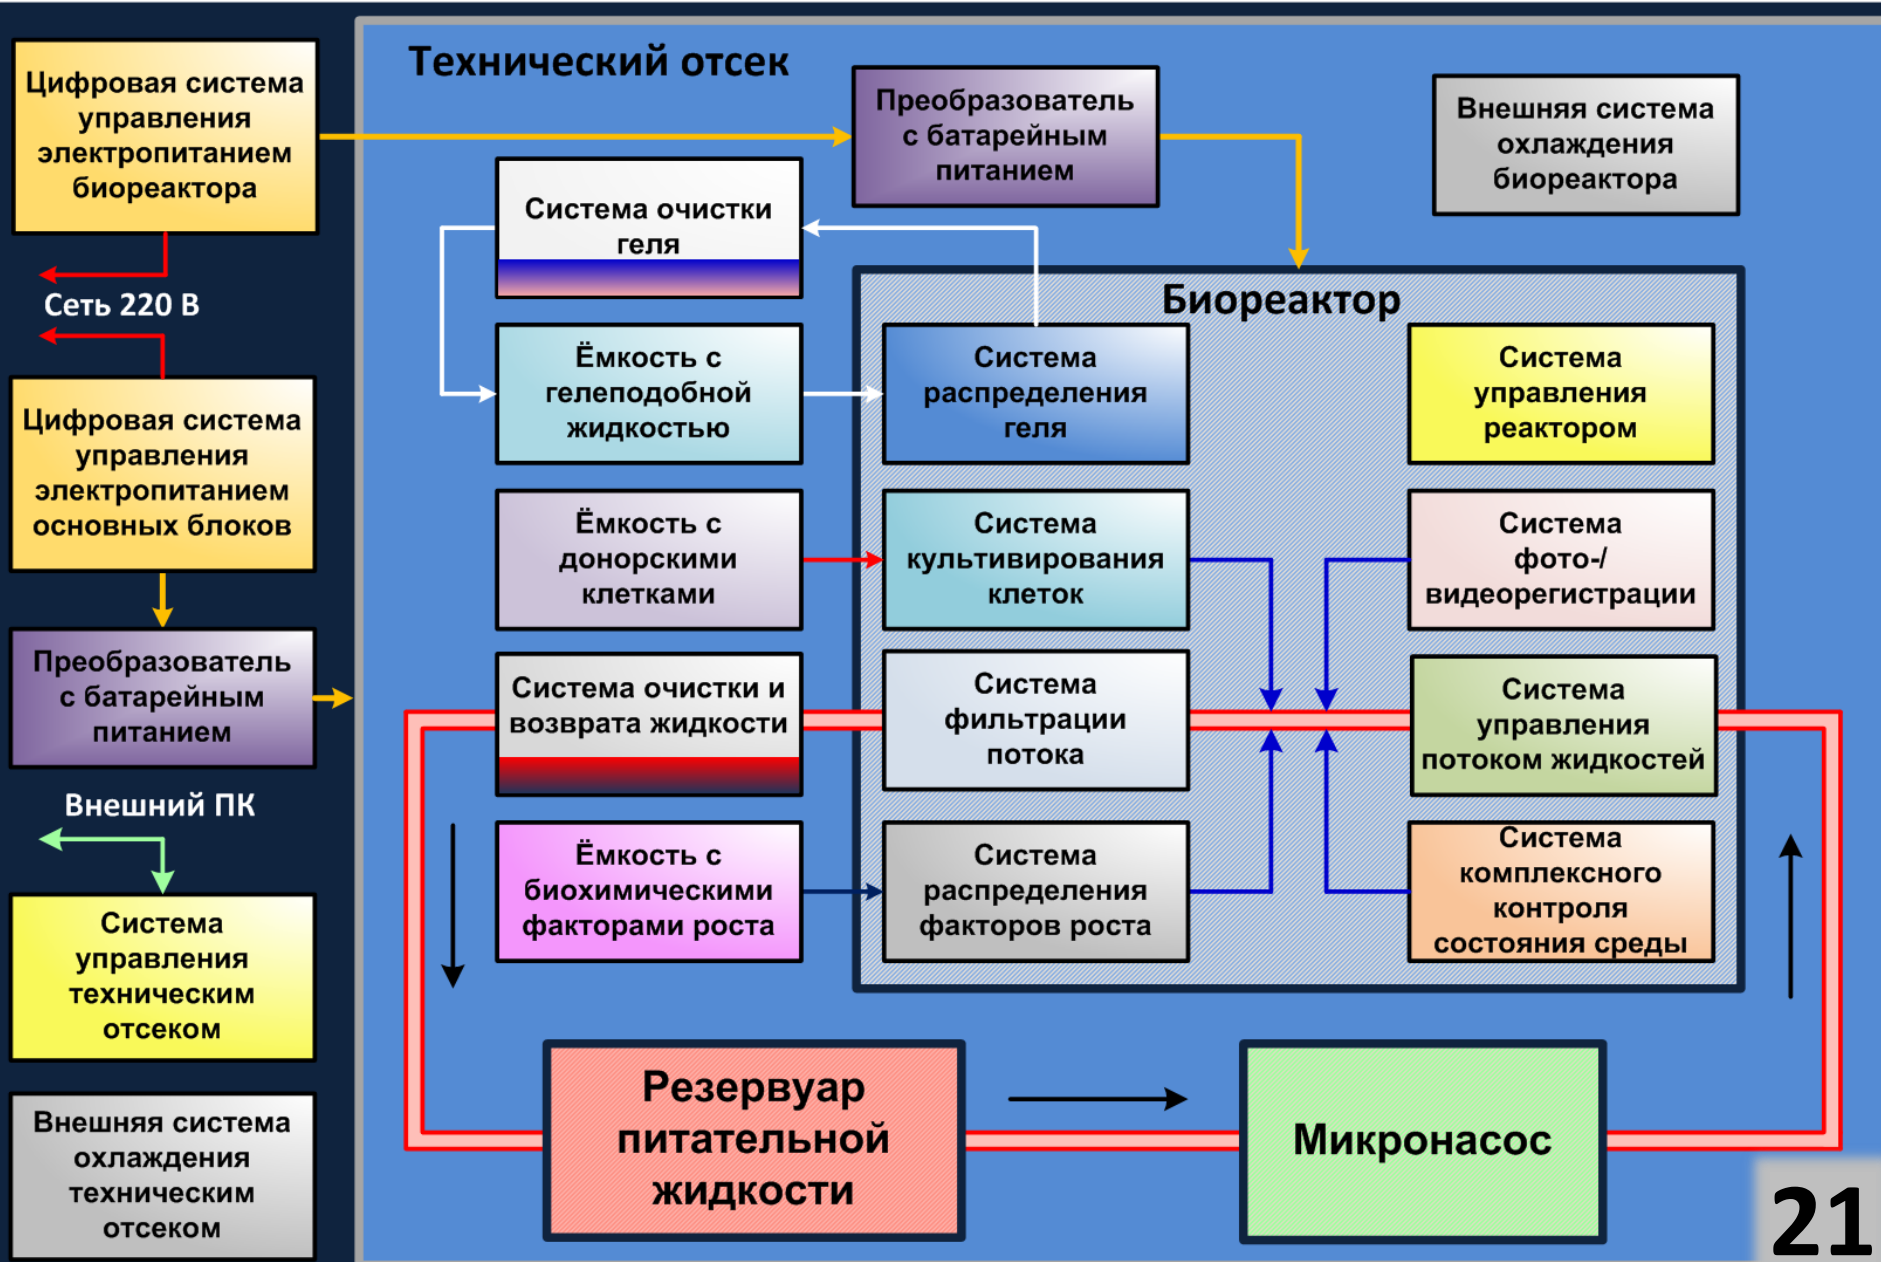 Технический отсек
Цифровая система
управления
электропитанием
биореактора
Преобразователь
с батарейным
питанием
Внешняя система
охлаждения
биореактора
Система очистки
геля
Сеть 220 В
Биореактор
Ёмкость с
гелеподобной
жидкостью
Система
распределения
геля
Система
управления
реактором
Цифровая система
управления
электропитанием
основных блоков
Ёмкость с
донорскими
клетками
Система
культивирования
клеток
Система
фото-/
видеорегистрации
Преобразователь
с батарейным
питанием
Система очистки и
возврата жидкости
Система
фильтрации
потока
Система
управления
потоком жидкостей
Внешний ПК
Ёмкость с
биохимическими
факторами роста
Система
распределения
факторов роста
Система
комплексного
контроля
состояния среды
Система
управления
техническим
отсеком
Внешняя система
охлаждения
техническим
отсеком
Резервуар
питательной
жидкости
Микронасос
21